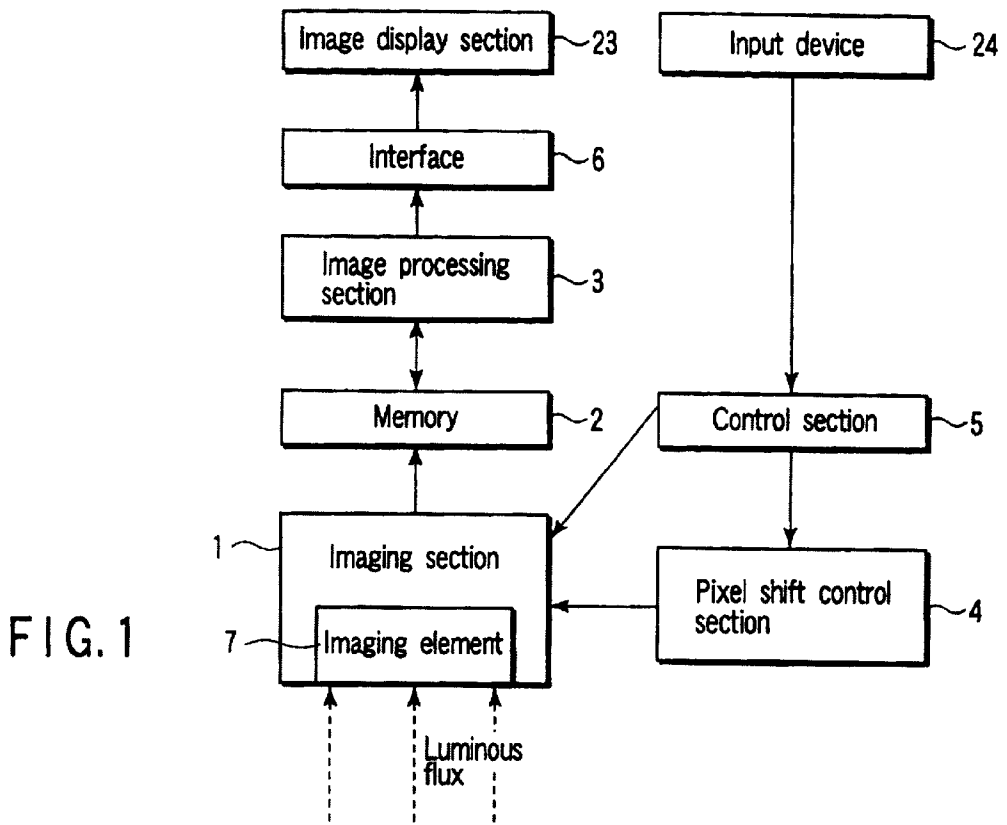 Image display section
23
Input device
24
Interface
6
Image processing
section
3
Memory
2
Control section
5
1
Imaging section
Pixel shift control
section
4
7
Imaging element
FIG. 1
Luminous
flux